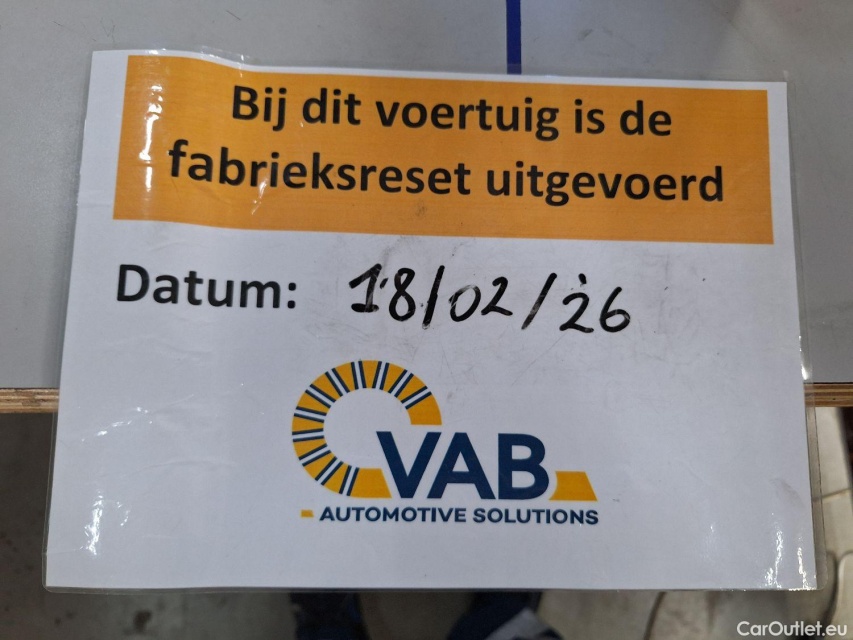 Bij dit voertuig is de
fabrieksreset uitgevoerd
Datum: 18/02/26
VAB
AUTOMOTIVE SOLUTIONS
CarOutlet.eu